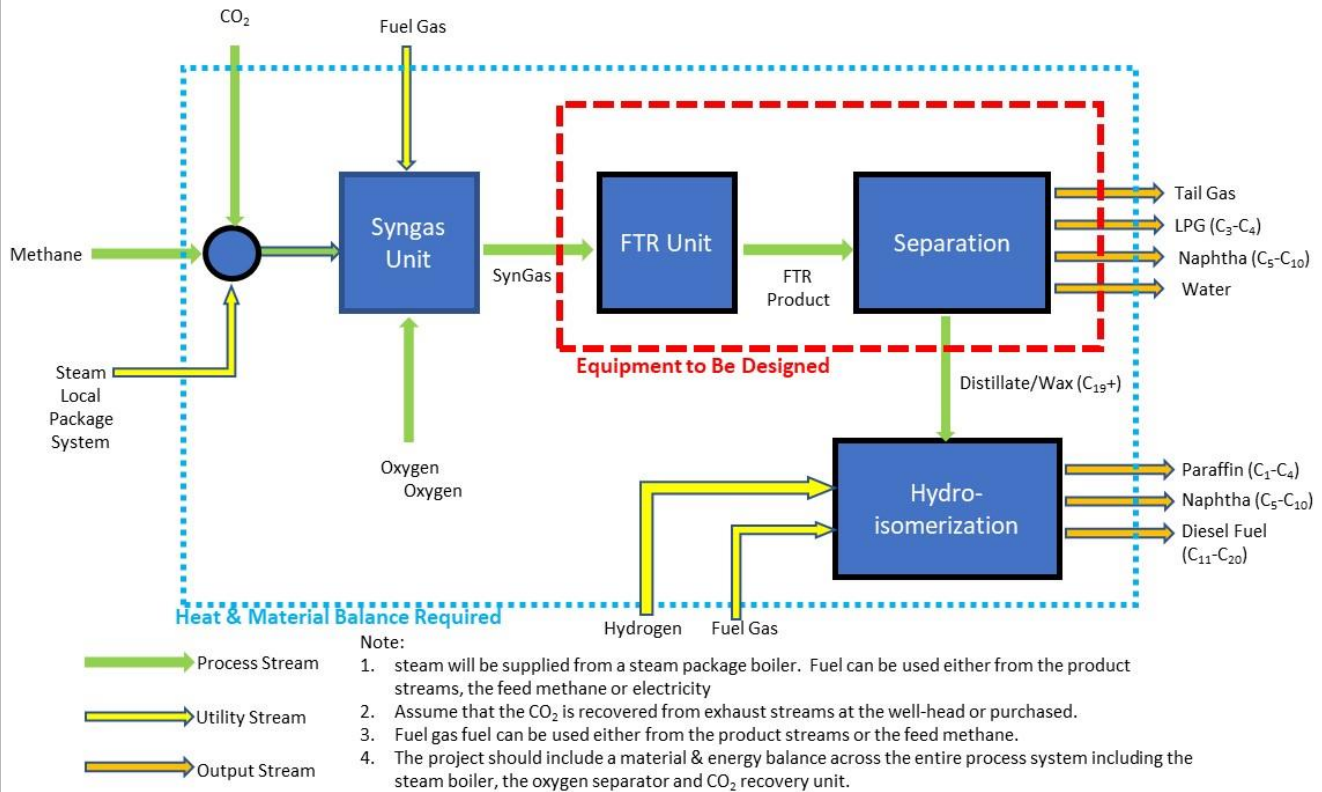 CO₂
Fuel Gas
Methane
Syngas
Unit
SynGas
FTR Unit
FTR
Product
Separation
Tail Gas
LPG (C₃-C₄)
Naphtha (C₅-C₁₀)
Water
Equipment to Be Designed
Steam
Local
Package
System
Oxygen
Oxygen
Distillate/Wax (C₁₉+)
Hydro-
isomerization
Paraffin (C₁-C₄)
Naphtha (C₅-C₁₀)
Diesel Fuel
(C₁₁-C₂₀)
Heat & Material Balance Required
Hydrogen
Fuel Gas
Process Stream
Utility Stream
Output Stream
Note:
1. steam will be supplied from a steam package boiler. Fuel can be used either from the product
streams, the feed methane or electricity
2. Assume that the CO₂ is recovered from exhaust streams at the well-head or purchased.
3. Fuel gas fuel can be used either from the product streams or the feed methane.
4. The project should include a material & energy balance across the entire process system including the
steam boiler, the oxygen separator and CO₂ recovery unit.